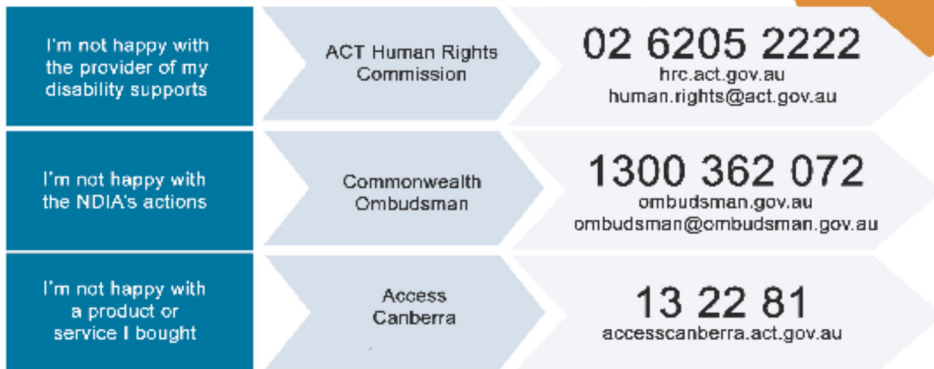 I'm not happy with
the provider of my
disability supports
ACT Human Rights
Commission
02 6205 2222
hrc.act.gov.au
human.rights@act.gov.au
I'm not happy with
the NDIA's actions
Commonwealth
Ombudsman
1300 362 072
ombudsman.gov.au
ombudsman@ombudsman.gov.au
I'm not happy with
a product or
service I bought
Access
Canberra
13 22 81
accesscanberra.act.gov.au